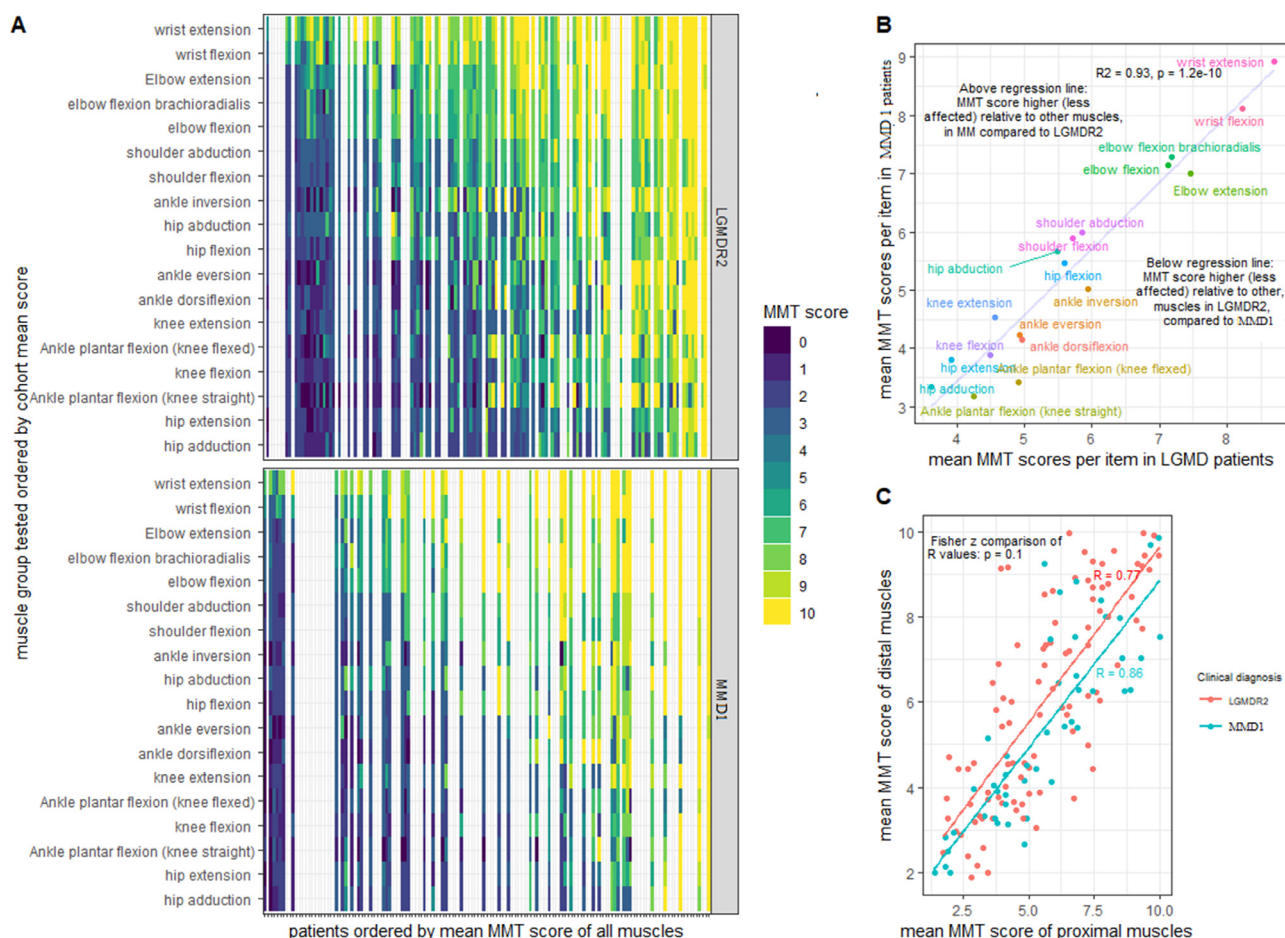 A
muscle group tested ordered by cohort mean score
wrist extension
wrist flexion
Elbow extension
elbow flexion brachioradialis
elbow flexion
shoulder abduction
shoulder flexion
ankle inversion
hip abduction
hip flexion
ankle eversion
ankle dorsiflexion
knee extension
Ankle plantar flexion (knee flexed)
knee flexion
Ankle plantar flexion (knee straight)
hip extension
hip adduction
LGMDR2
wrist extension
wrist flexion
Elbow extension
elbow flexion brachioradialis
elbow flexion
shoulder abduction
shoulder flexion
ankle inversion
hip abduction
hip flexion
ankle eversion
ankle dorsiflexion
knee extension
Ankle plantar flexion (knee flexed)
knee flexion
Ankle plantar flexion (knee straight)
hip extension
hip adduction
MMD1
patients ordered by mean MMT score of all muscles
MMT score
0
1
2
3
4
5
6
7
8
9
10
B
mean MMT scores per item in MMD1 patients
9
8
7
6
5
4
3
R2 = 0.93, p = 1.2e-10
wrist extension
Above regression line:
MMT score higher (less
affected) relative to other muscles,
in MM compared to LGMDR2
wrist flexion
elbow flexion brachioradialis
elbow flexion
Elbow extension
shoulder abduction
shoulder flexion
hip abduction
hip flexion
Below regression line:
MMT score higher (less
affected) relative to other,
muscles in LGMDR2,
compared to MMD1
ankle inversion
knee extension
ankle eversion
knee flexion
ankle dorsiflexion
hip extension
Ankle plantar flexion (knee flexed)
hip adduction
Ankle plantar flexion (knee straight)
4
5
6
7
8
mean MMT scores per item in LGMD patients
C
mean MMT score of distal muscles
10
8
6
4
2
Fisher z comparison of
R values: p = 0.1
R = 0.77
R = 0.86
2.5
5.0
7.5
10.0
mean MMT score of proximal muscles
Clinical diagnosis
LGMDR2
MMD1